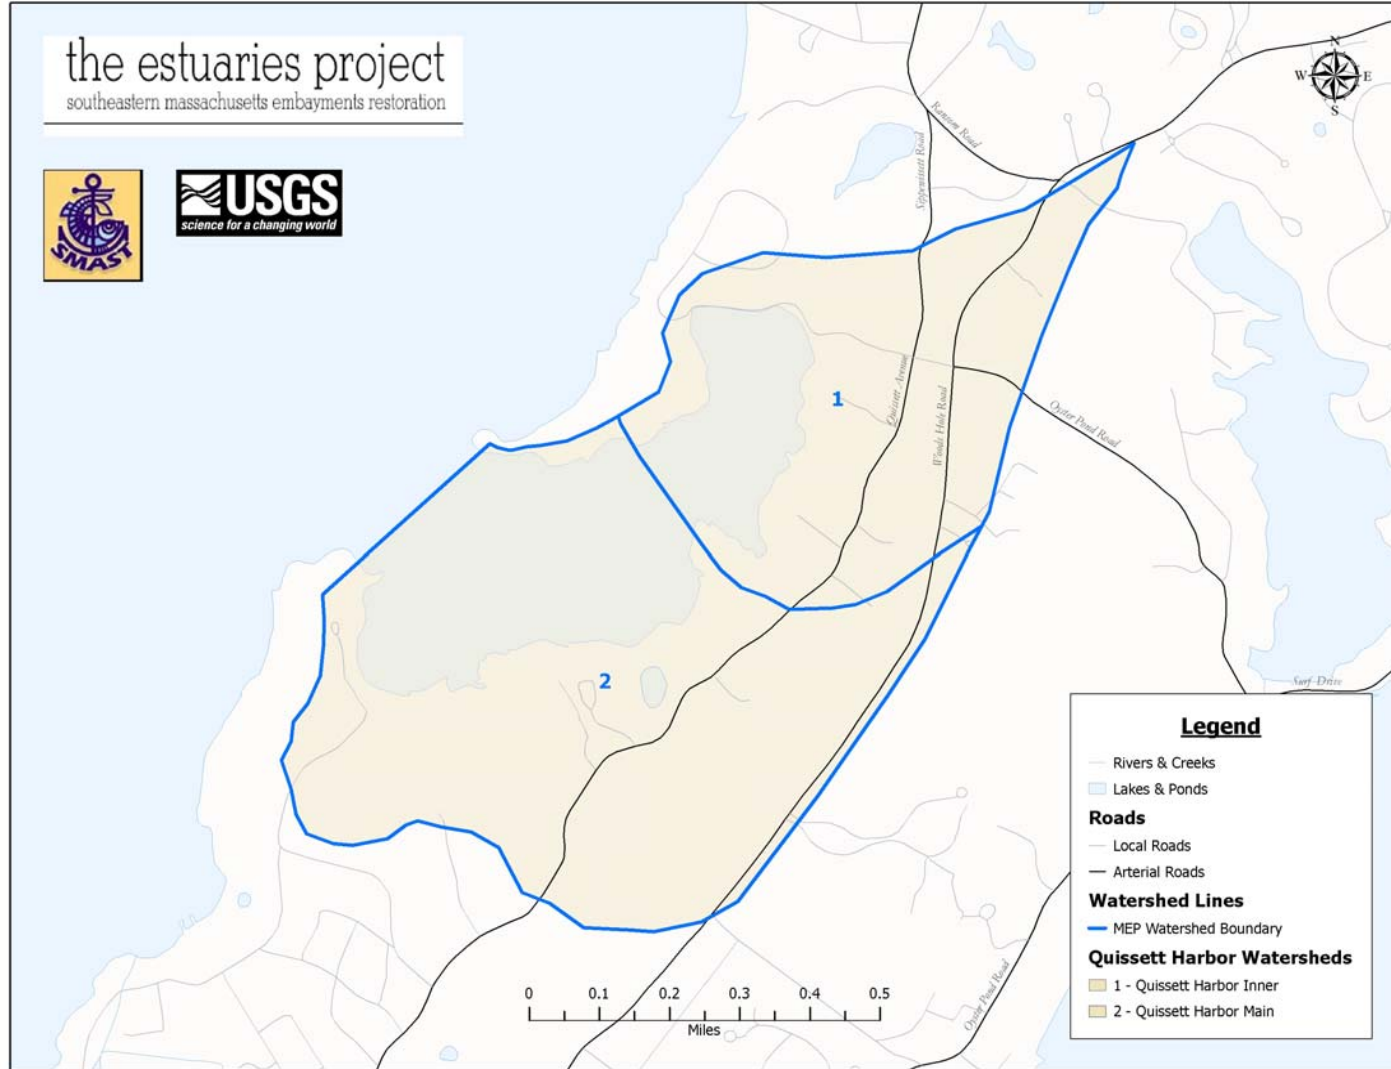 the estuaries project
southeastern massachusetts embayments restoration
SMAST
USGS
science for a changing world
N
W
E
S
Ransom Road
Sippewissett Road
Quissett Avenue
Woods Hole Road
Oyster Pond Road
Surf Drive
Oyster Pond Road
1
2
0 0.1 0.2 0.3 0.4 0.5
Miles
Legend
Rivers & Creeks
Lakes & Ponds
Roads
Local Roads
Arterial Roads
Watershed Lines
MEP Watershed Boundary
Quissett Harbor Watersheds
1 - Quissett Harbor Inner
2 - Quissett Harbor Main